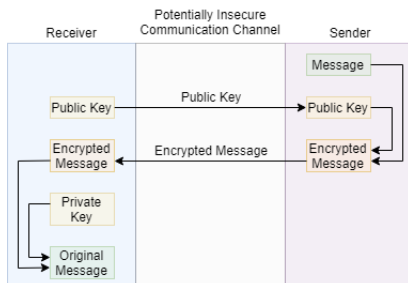 Receiver
Potentially Insecure
Communication Channel
Sender
Message
Public Key
Public Key
Public Key
Encrypted
Message
Encrypted Message
Encrypted
Message
Private
Key
Original
Message